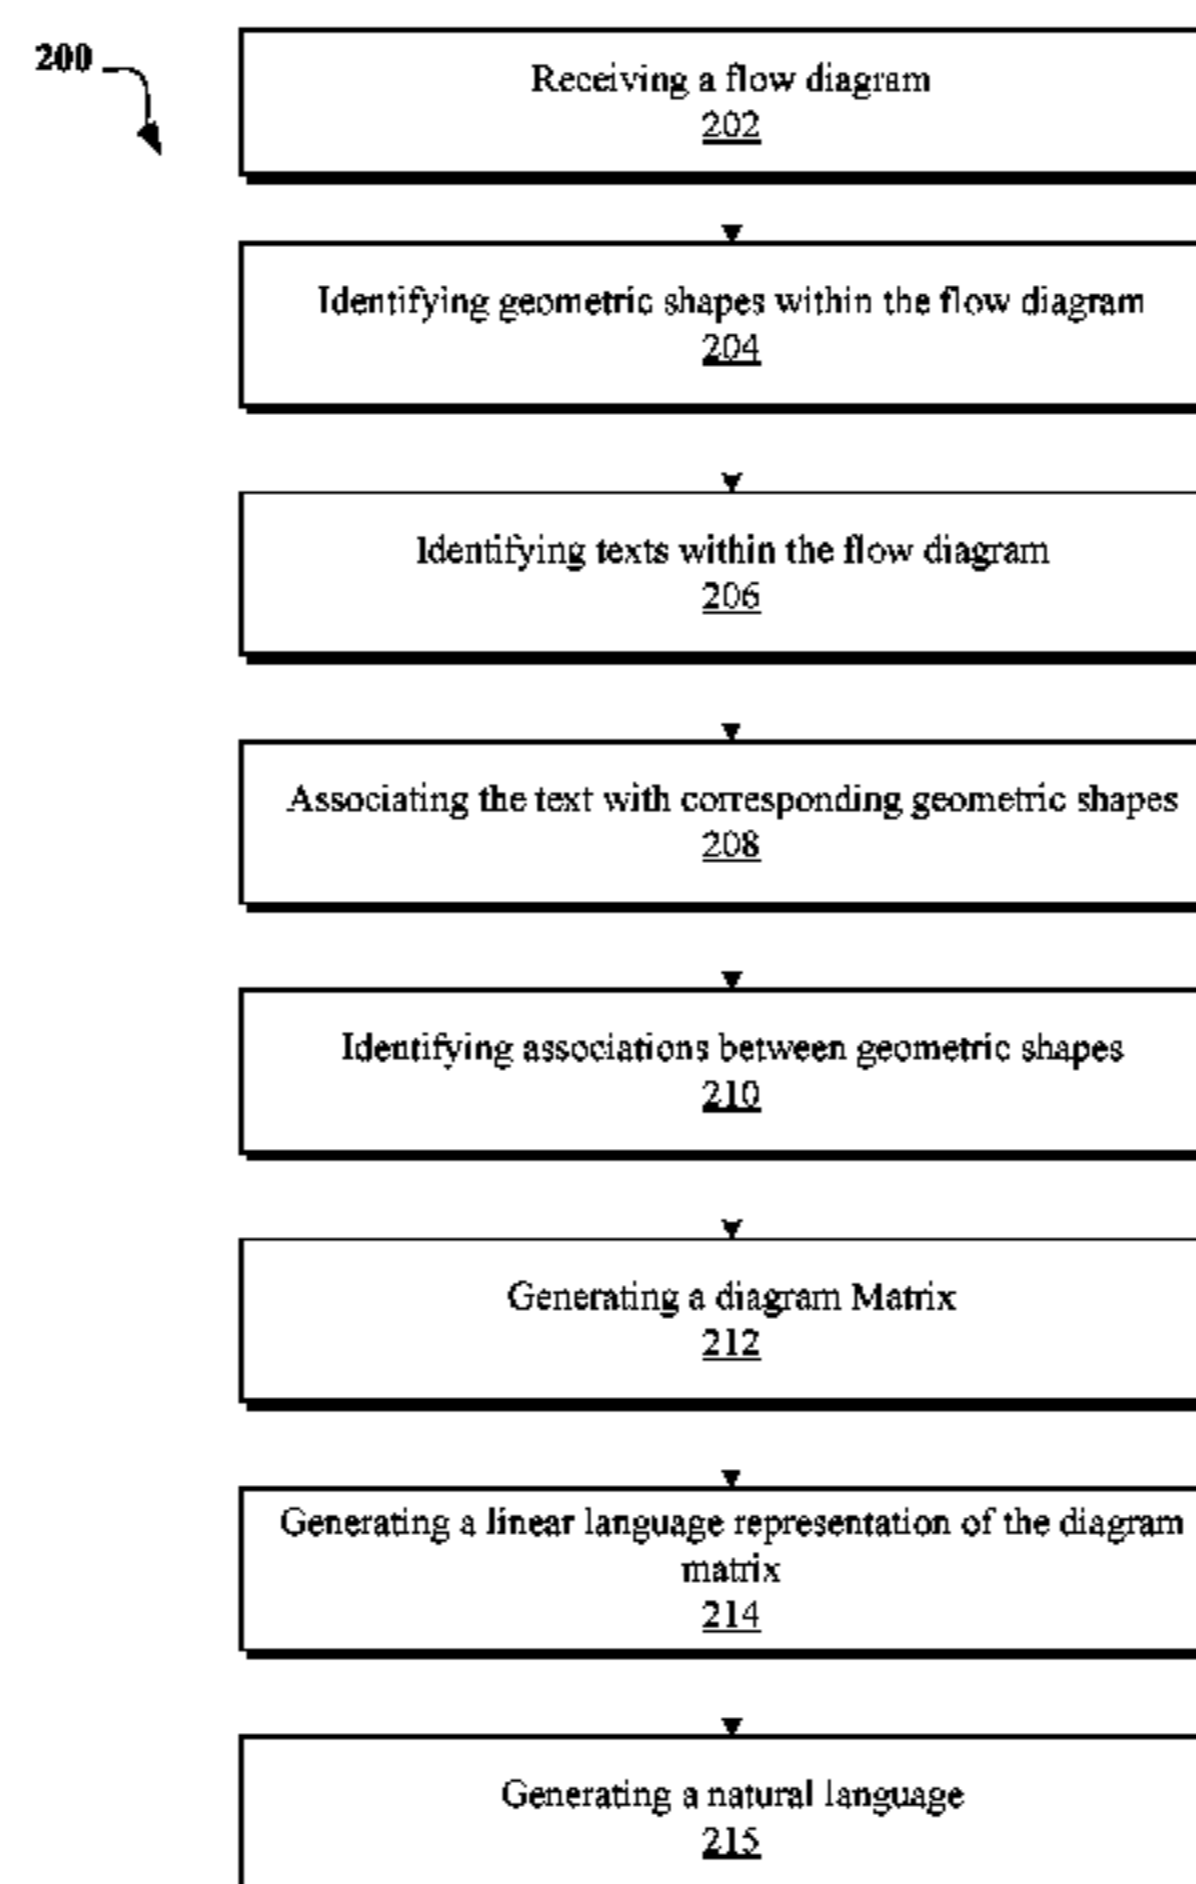 200
Receiving a flow diagram
202
Identifying geometric shapes within the flow diagram
204
Identifying texts within the flow diagram
206
Associating the text with corresponding geometric shapes
208
Identifying associations between geometric shapes
210
Generating a diagram Matrix
212
Generating a linear language representation of the diagram
matrix
214
Generating a natural language
215